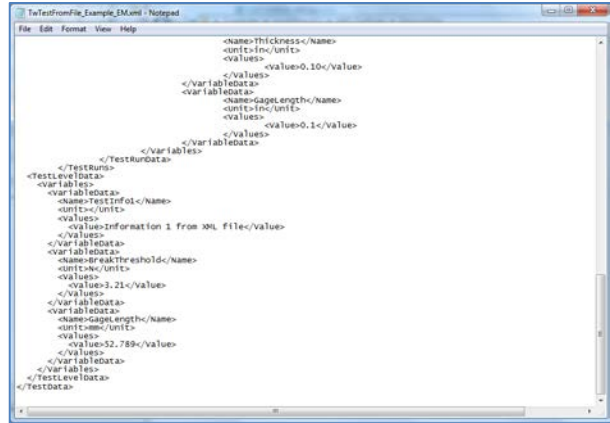 TwTestFromFile_Example_EM.xml - Notepad
File Edit Format View Help
<Name>Thickness</Name>
<Unit>in</Unit>
<Values>
<Value>0.10</Value>
</Values>
</VariableData>
<VariableData>
<Name>GageLength</Name>
<Unit>in</Unit>
<Values>
<Value>0.1</Value>
</Values>
</VariableData>
</Variables>
</TestRunData>
</TestRuns>
<TestLevelData>
<Variables>
<VariableData>
<Name>TestInfo1</Name>
<Unit></Unit>
<Values>
<Value>Information 1 from XML file</Value>
</Values>
</VariableData>
<VariableData>
<Name>BreakThreshold</Name>
<Unit>N</Unit>
<Values>
<Value>3.21</Value>
</Values>
</VariableData>
<VariableData>
<Name>GageLength</Name>
<Unit>mm</Unit>
<Values>
<Value>52.789</Value>
</Values>
</VariableData>
</Variables>
</TestLevelData>
</TestData>